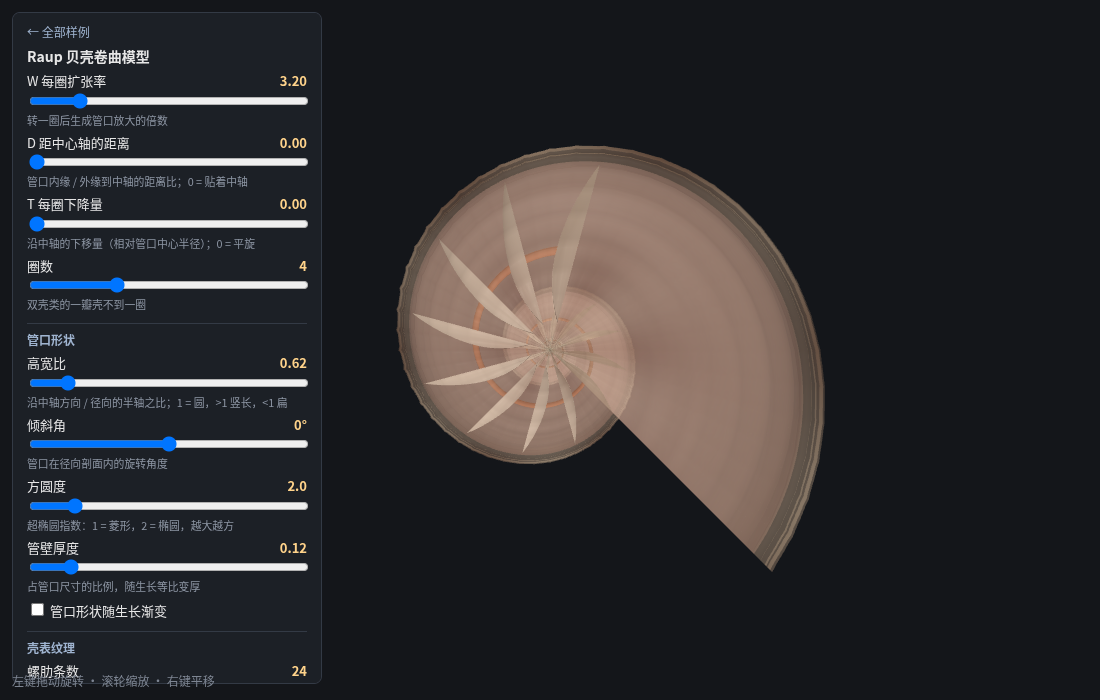 ← 全部样例
Raup 贝壳卷曲模型
W 每圈扩张率 3.20
转一圈后生成管口放大的倍数
D 距中心轴的距离 0.00
管口内缘 / 外缘到中轴的距离比；0 = 贴着中轴
T 每圈下降量 0.00
沿中轴的下移量（相对管口中心半径）；0 = 平旋
圈数 4
双壳类的一瓣壳不到一圈
管口形状
高宽比 0.62
沿中轴方向 / 径向的半轴之比；1 = 圆，>1 竖长，<1 扁
倾斜角 0°
管口在径向剖面内的旋转角度
方圆度 2.0
超椭圆指数：1 = 菱形，2 = 椭圆，越大越方
管壁厚度 0.12
占管口尺寸的比例，随生长等比变厚
管口形状随生长渐变
壳表纹理
螺肋条数 24
左键拖动旋转 · 滚轮缩放 · 右键平移